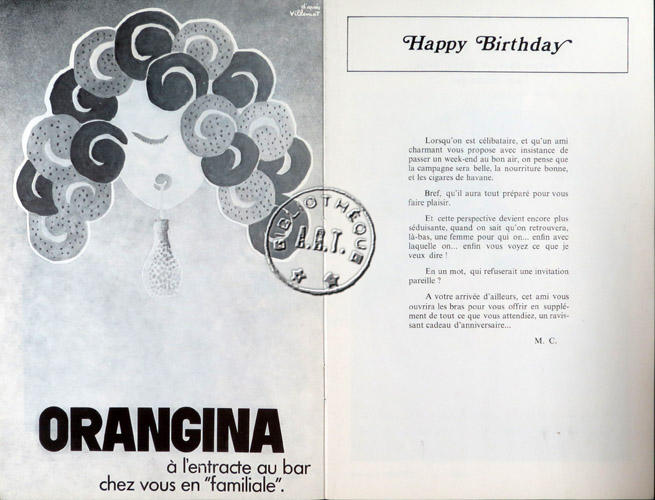 d'après
Villemot
ORANGINA
à l'entracte au bar
chez vous en "familiale".
BIBLIOTHÈQUE
A.R.T.
Happy Birthday
Lorsqu'on est célibataire, et qu'un ami
charmant vous propose avec insistance de
passer un week-end au bon air, on pense que
la campagne sera belle, la nourriture bonne,
et les cigares de havane.
Bref, qu'il aura tout préparé pour vous
faire plaisir.
Et cette perspective devient encore plus
séduisante, quand on sait qu'on retrouvera,
là-bas, une femme pour qui on... enfin avec
laquelle on... enfin vous voyez ce que je
veux dire !
En un mot, qui refuserait une invitation
pareille ?
A votre arrivée d'ailleurs, cet ami vous
ouvrira les bras pour vous offrir en supplé-
ment de tout ce que vous attendiez, un ravis-
sant cadeau d'anniversaire...
M. C.